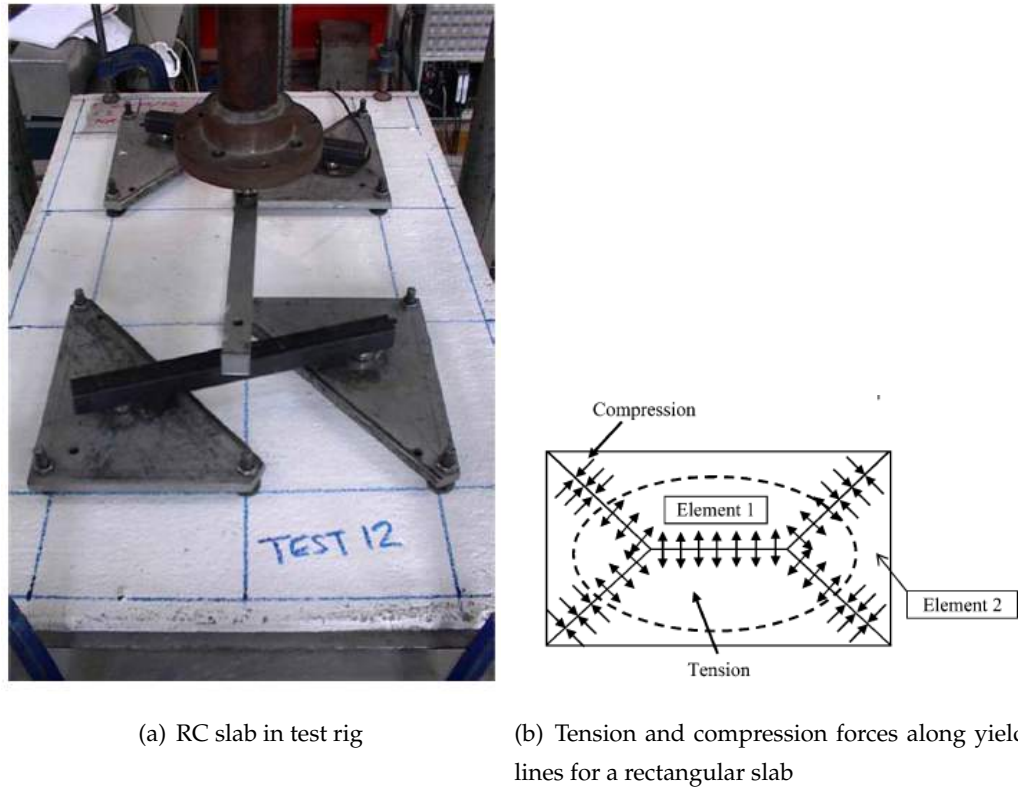 TEST 12
Compression
Element 1
Element 2
Tension
(a) RC slab in test rig
(b) Tension and compression forces along yield
lines for a rectangular slab